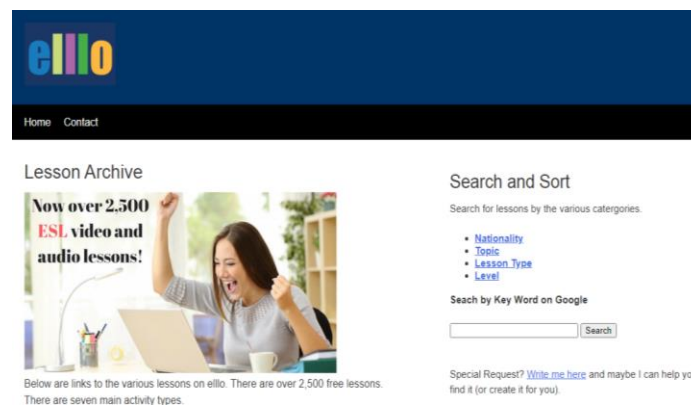 elllo
Home Contact
Lesson Archive
Now over 2,500
ESL video and
audio lessons!
Below are links to the various lessons on elllo. There are over 2,500 free lessons.
There are seven main activity types.
Search and Sort
Search for lessons by the various catergories.
Nationality
Topic
Lesson Type
Level
Seach by Key Word on Google
Search
Special Request? Write me here and maybe I can help yo
find it (or create it for you).